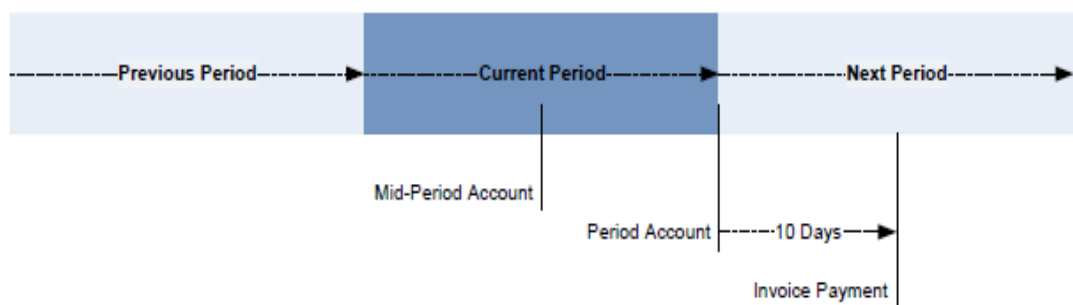 Previous Period
Current Period
Next Period
Mid-Period Account
Period Account
10 Days
Invoice Payment